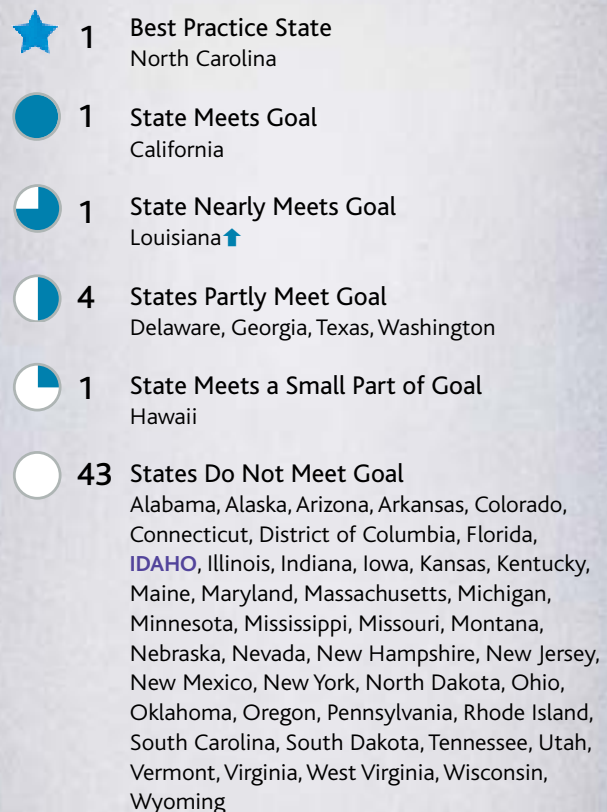 1 Best Practice State
North Carolina
1 State Meets Goal
California
1 State Nearly Meets Goal
Louisiana
4 States Partly Meet Goal
Delaware, Georgia, Texas, Washington
1 State Meets a Small Part of Goal
Hawaii
43 States Do Not Meet Goal
Alabama, Alaska, Arizona, Arkansas, Colorado,
Connecticut, District of Columbia, Florida,
IDAHO, Illinois, Indiana, Iowa, Kansas, Kentucky,
Maine, Maryland, Massachusetts, Michigan,
Minnesota, Mississippi, Missouri, Montana,
Nebraska, Nevada, New Hampshire, New Jersey,
New Mexico, New York, North Dakota, Ohio,
Oklahoma, Oregon, Pennsylvania, Rhode Island,
South Carolina, South Dakota, Tennessee, Utah,
Vermont, Virginia, West Virginia, Wisconsin,
Wyoming